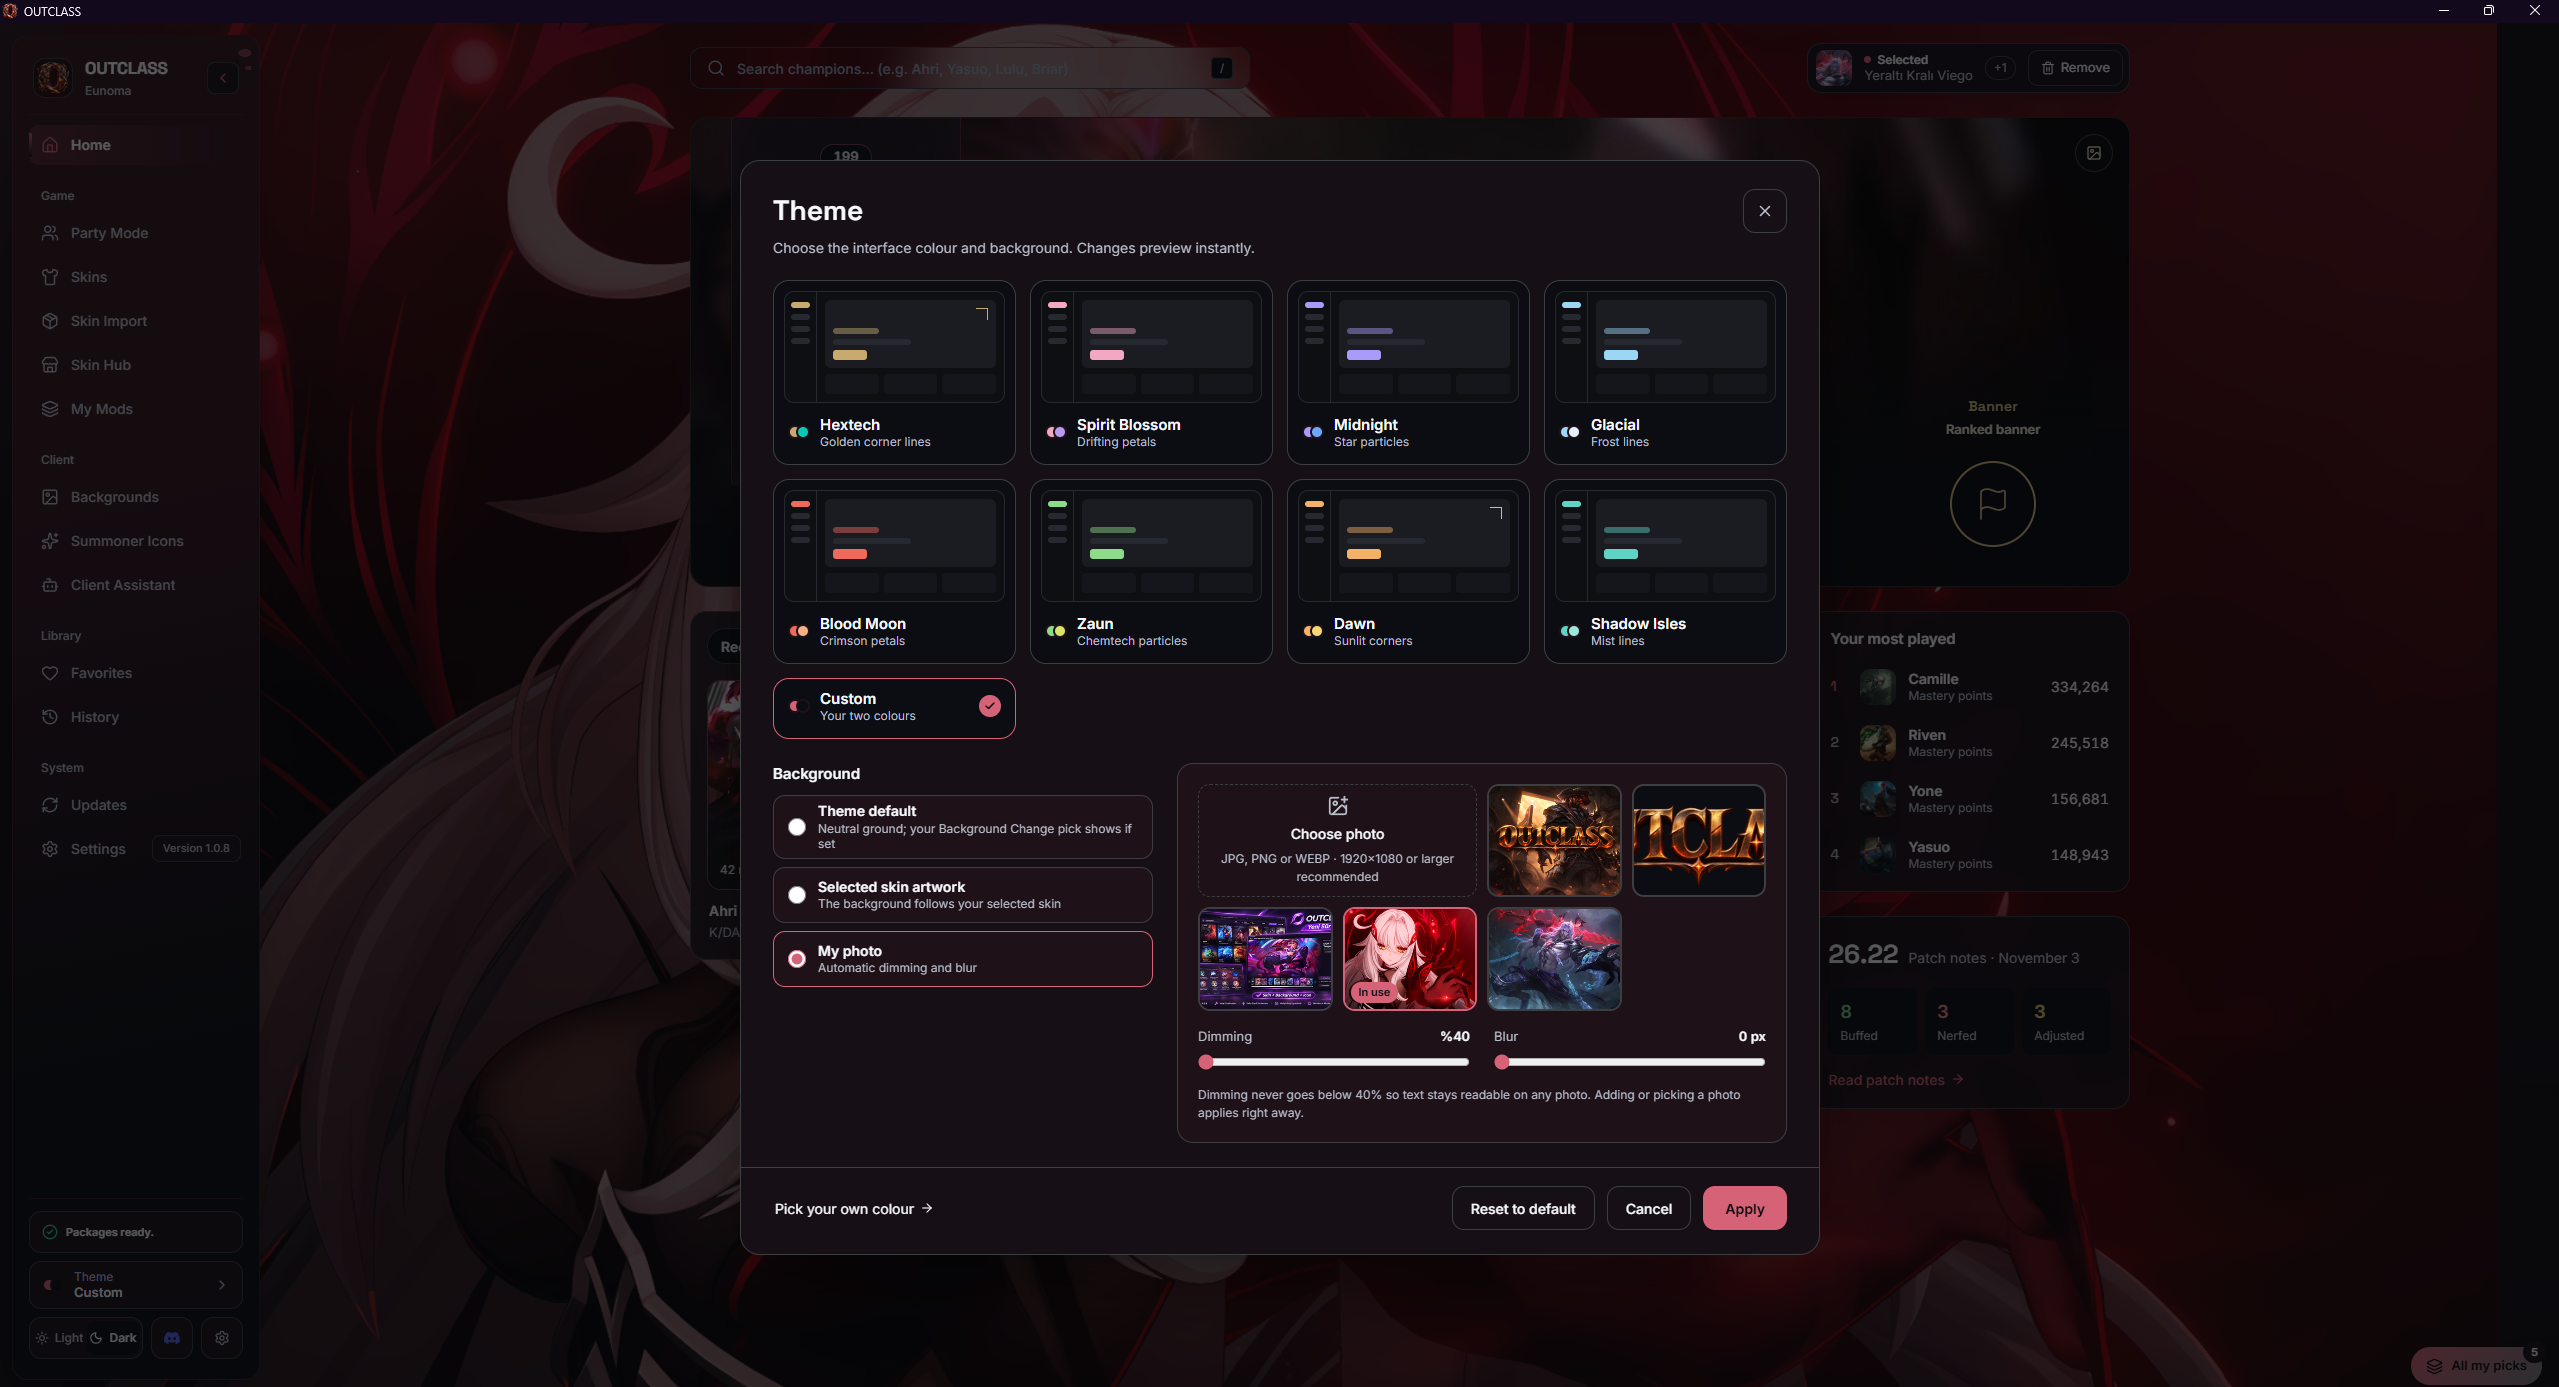 OUTCLASS
OUTCLASS
Eunoma
Home
Game
Party Mode
Skins
Skin Import
Skin Hub
My Mods
Client
Backgrounds
Summoner Icons
Client Assistant
Library
Favorites
History
System
Updates
Settings
Version 1.0.8
Packages ready.
Theme
Custom
Light
Dark
Search champions... (e.g. Ahri, Yasuo, Lulu, Briar)
/
Selected
Yeraltı Kralı Viego
+1
Remove
199
Theme
Choose the interface colour and background. Changes preview instantly.
Hextech
Golden corner lines
Spirit Blossom
Drifting petals
Midnight
Star particles
Glacial
Frost lines
Blood Moon
Crimson petals
Zaun
Chemtech particles
Dawn
Sunlit corners
Shadow Isles
Mist lines
Custom
Your two colours
Background
Theme default
Neutral ground; your Background Change pick shows if
set
Selected skin artwork
The background follows your selected skin
My photo
Automatic dimming and blur
Choose photo
JPG, PNG or WEBP · 1920×1080 or larger
recommended
OUTCLASS
TCLA
OUTCL
In use
Dimming
%40
Blur
0 px
Dimming never goes below 40% so text stays readable on any photo. Adding or picking a photo
applies right away.
Pick your own colour
Reset to default
Cancel
Apply
42
Ahri
K/DA
Banner
Ranked banner
Your most played
1
Camille
Mastery points
334,264
2
Riven
Mastery points
245,518
3
Yone
Mastery points
156,681
4
Yasuo
Mastery points
148,943
26.22
Patch notes · November 3
8
Buffed
3
Nerfed
3
Adjusted
Read patch notes
All my picks
5